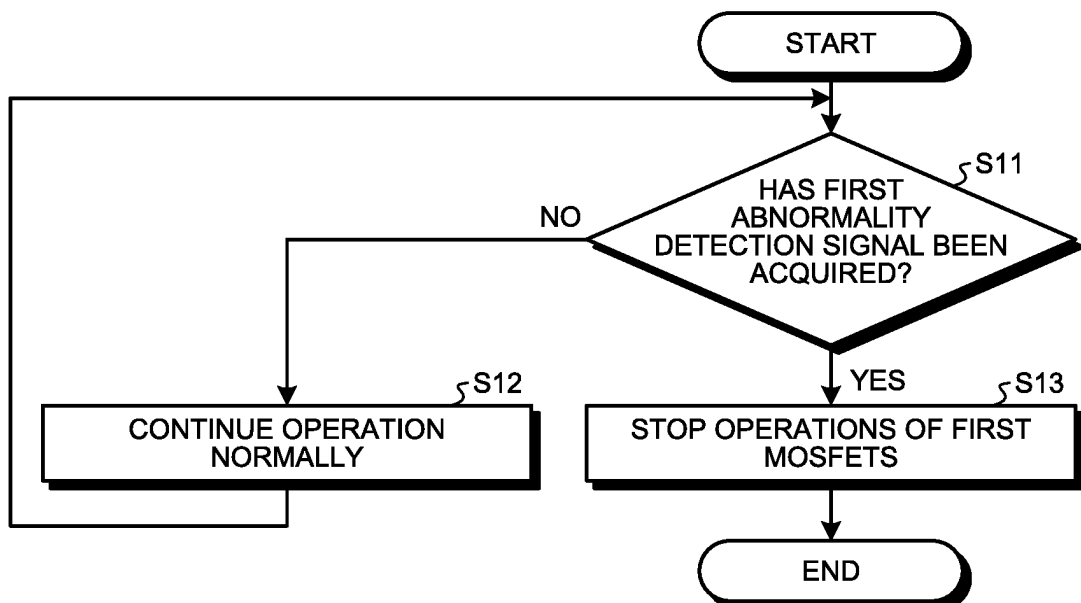 START
S11
HAS FIRST
ABNORMALITY
DETECTION SIGNAL BEEN
ACQUIRED?
NO
YES
S12
CONTINUE OPERATION
NORMALLY
S13
STOP OPERATIONS OF FIRST
MOSFETS
END